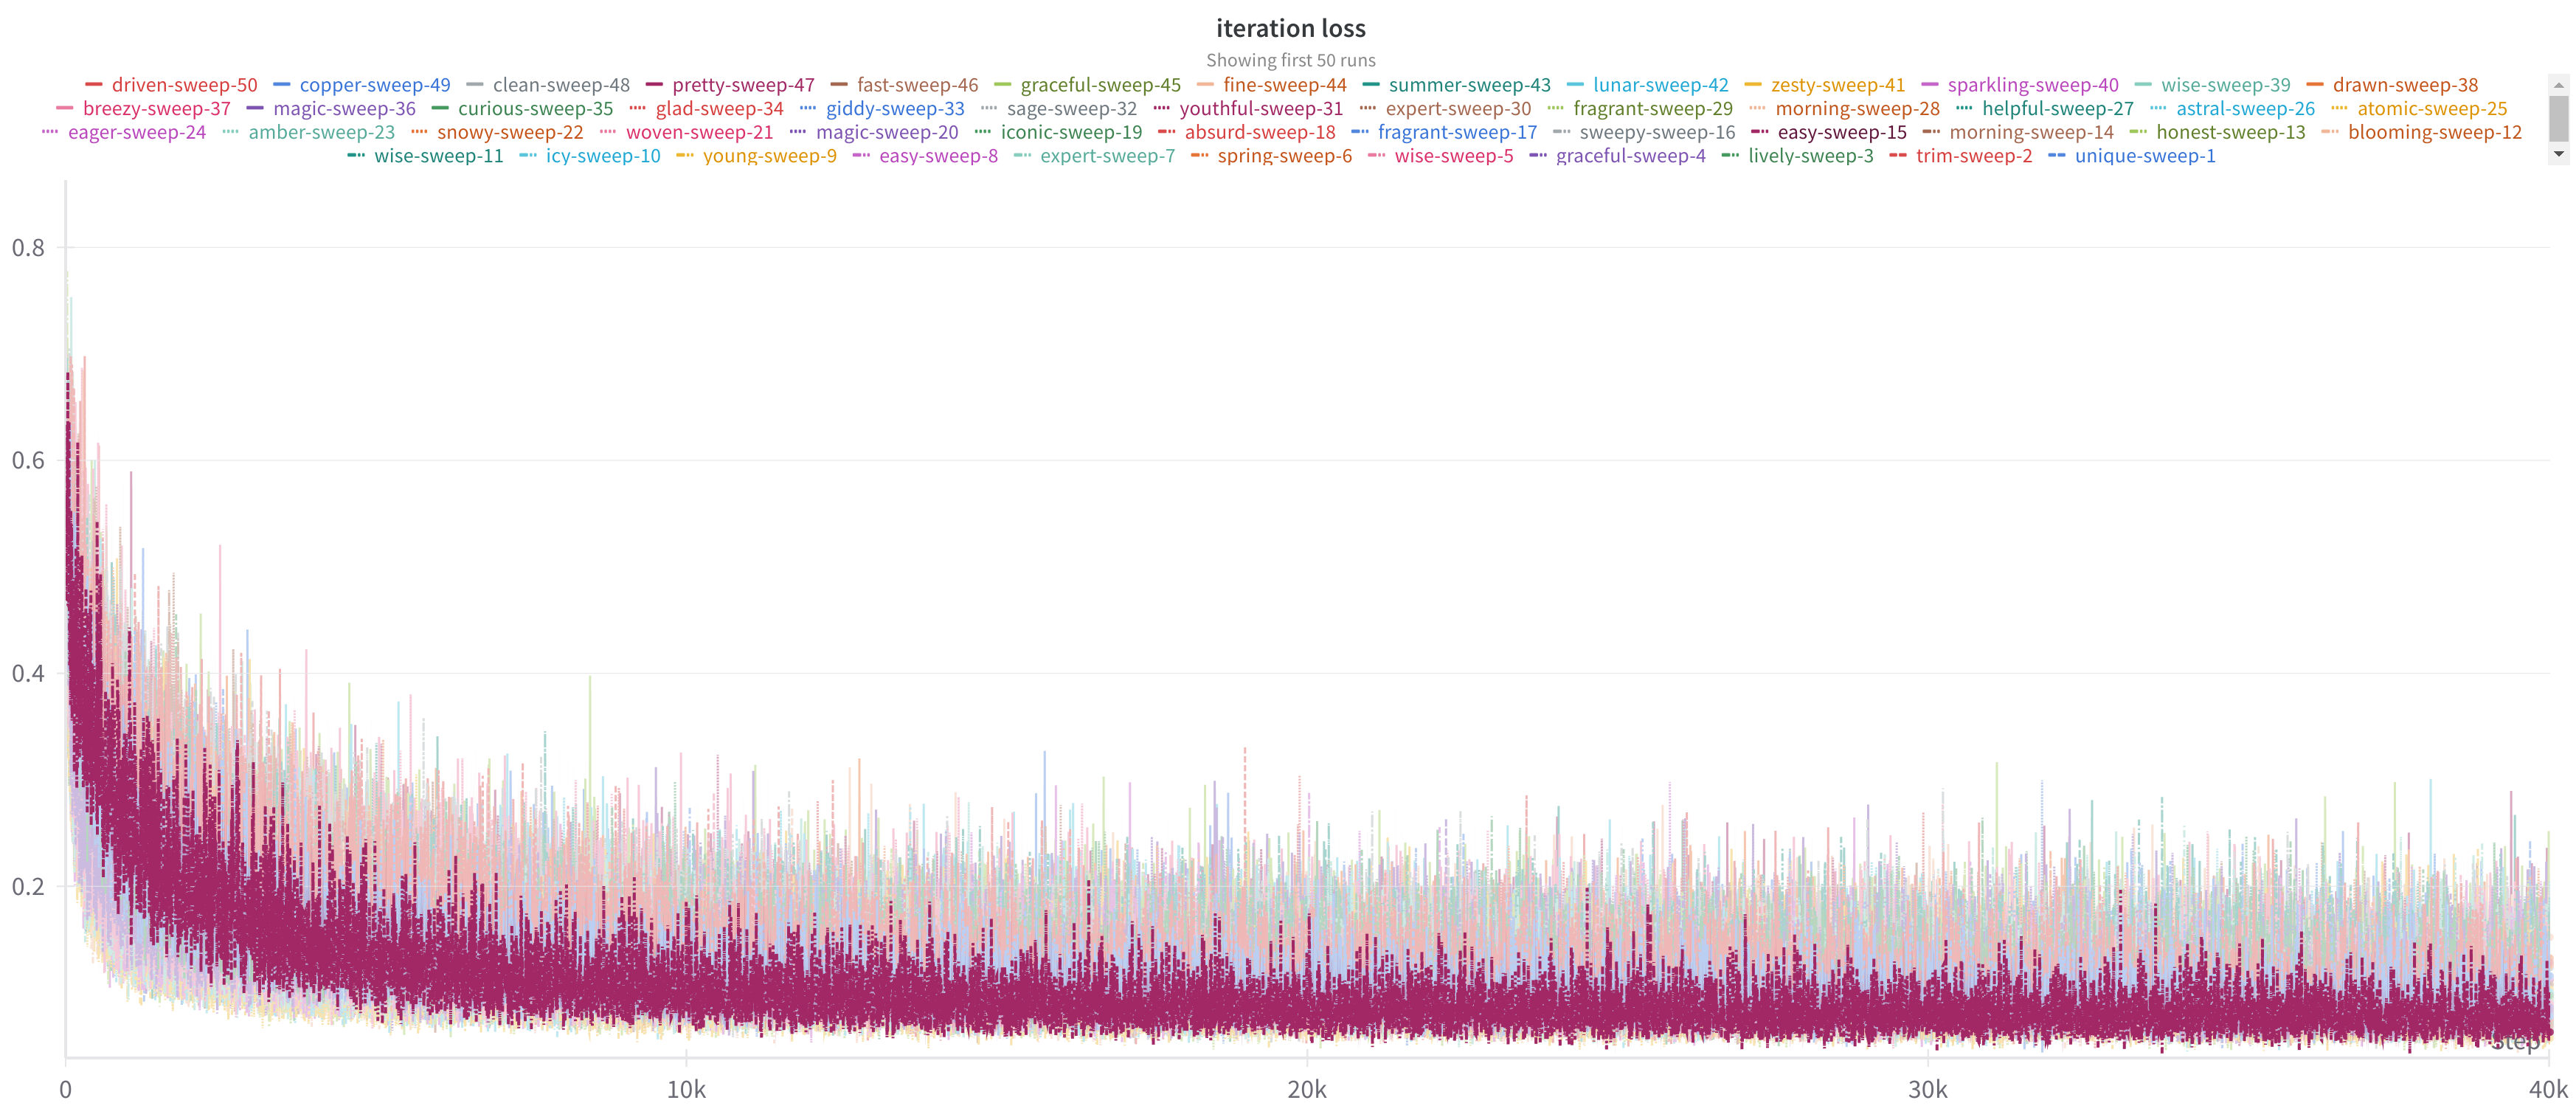 iteration loss
Showing first 50 runs
driven-sweep-50 copper-sweep-49 clean-sweep-48 pretty-sweep-47 fast-sweep-46 graceful-sweep-45 fine-sweep-44 summer-sweep-43 lunar-sweep-42 zesty-sweep-41 sparkling-sweep-40 wise-sweep-39 drawn-sweep-38
breezy-sweep-37 magic-sweep-36 curious-sweep-35 glad-sweep-34 giddy-sweep-33 sage-sweep-32 youthful-sweep-31 expert-sweep-30 fragrant-sweep-29 morning-sweep-28 helpful-sweep-27 astral-sweep-26 atomic-sweep-25
eager-sweep-24 amber-sweep-23 snowy-sweep-22 woven-sweep-21 magic-sweep-20 iconic-sweep-19 absurd-sweep-18 fragrant-sweep-17 sweepy-sweep-16 easy-sweep-15 morning-sweep-14 honest-sweep-13 blooming-sweep-12
wise-sweep-11 icy-sweep-10 young-sweep-9 easy-sweep-8 expert-sweep-7 spring-sweep-6 wise-sweep-5 graceful-sweep-4 lively-sweep-3 trim-sweep-2 unique-sweep-1
0.8
0.6
0.4
0.2
Step
0 10k 20k 30k 40k